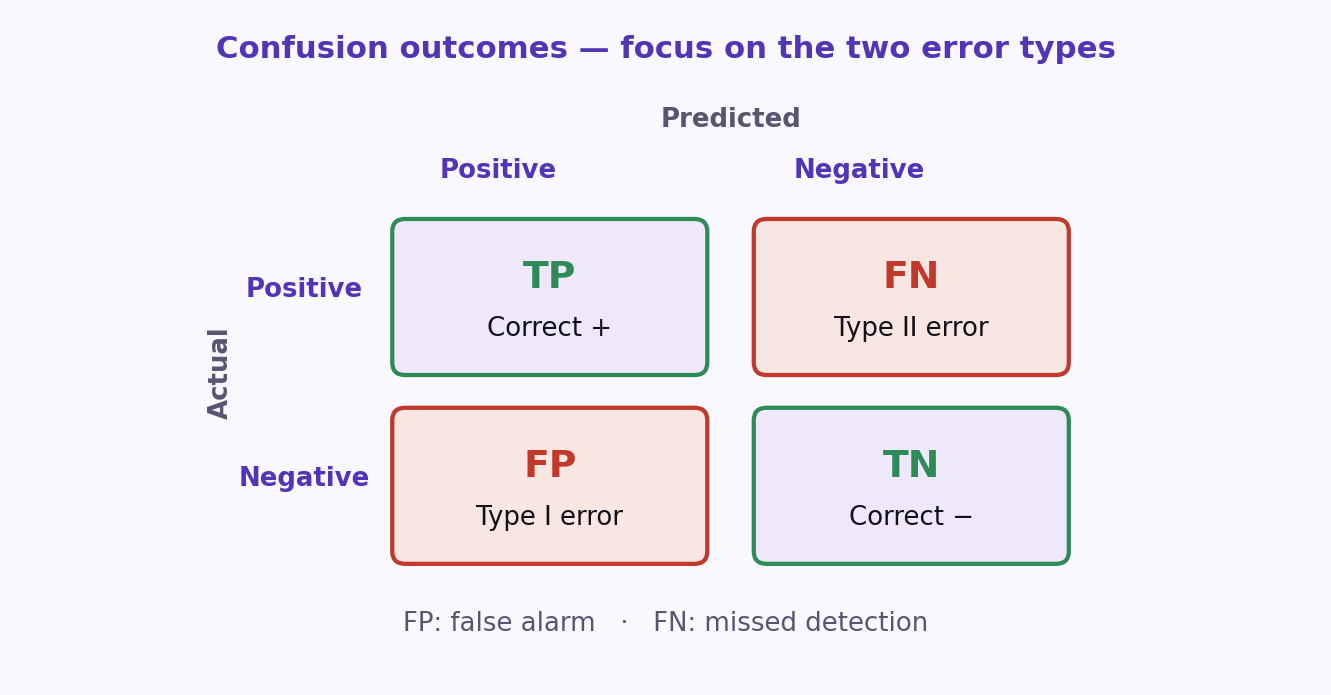 Confusion outcomes — focus on the two error types
Predicted
Positive Negative
Actual
Positive
TP
Correct +
FN
Type II error
Negative
FP
Type I error
TN
Correct −
FP: false alarm · FN: missed detection